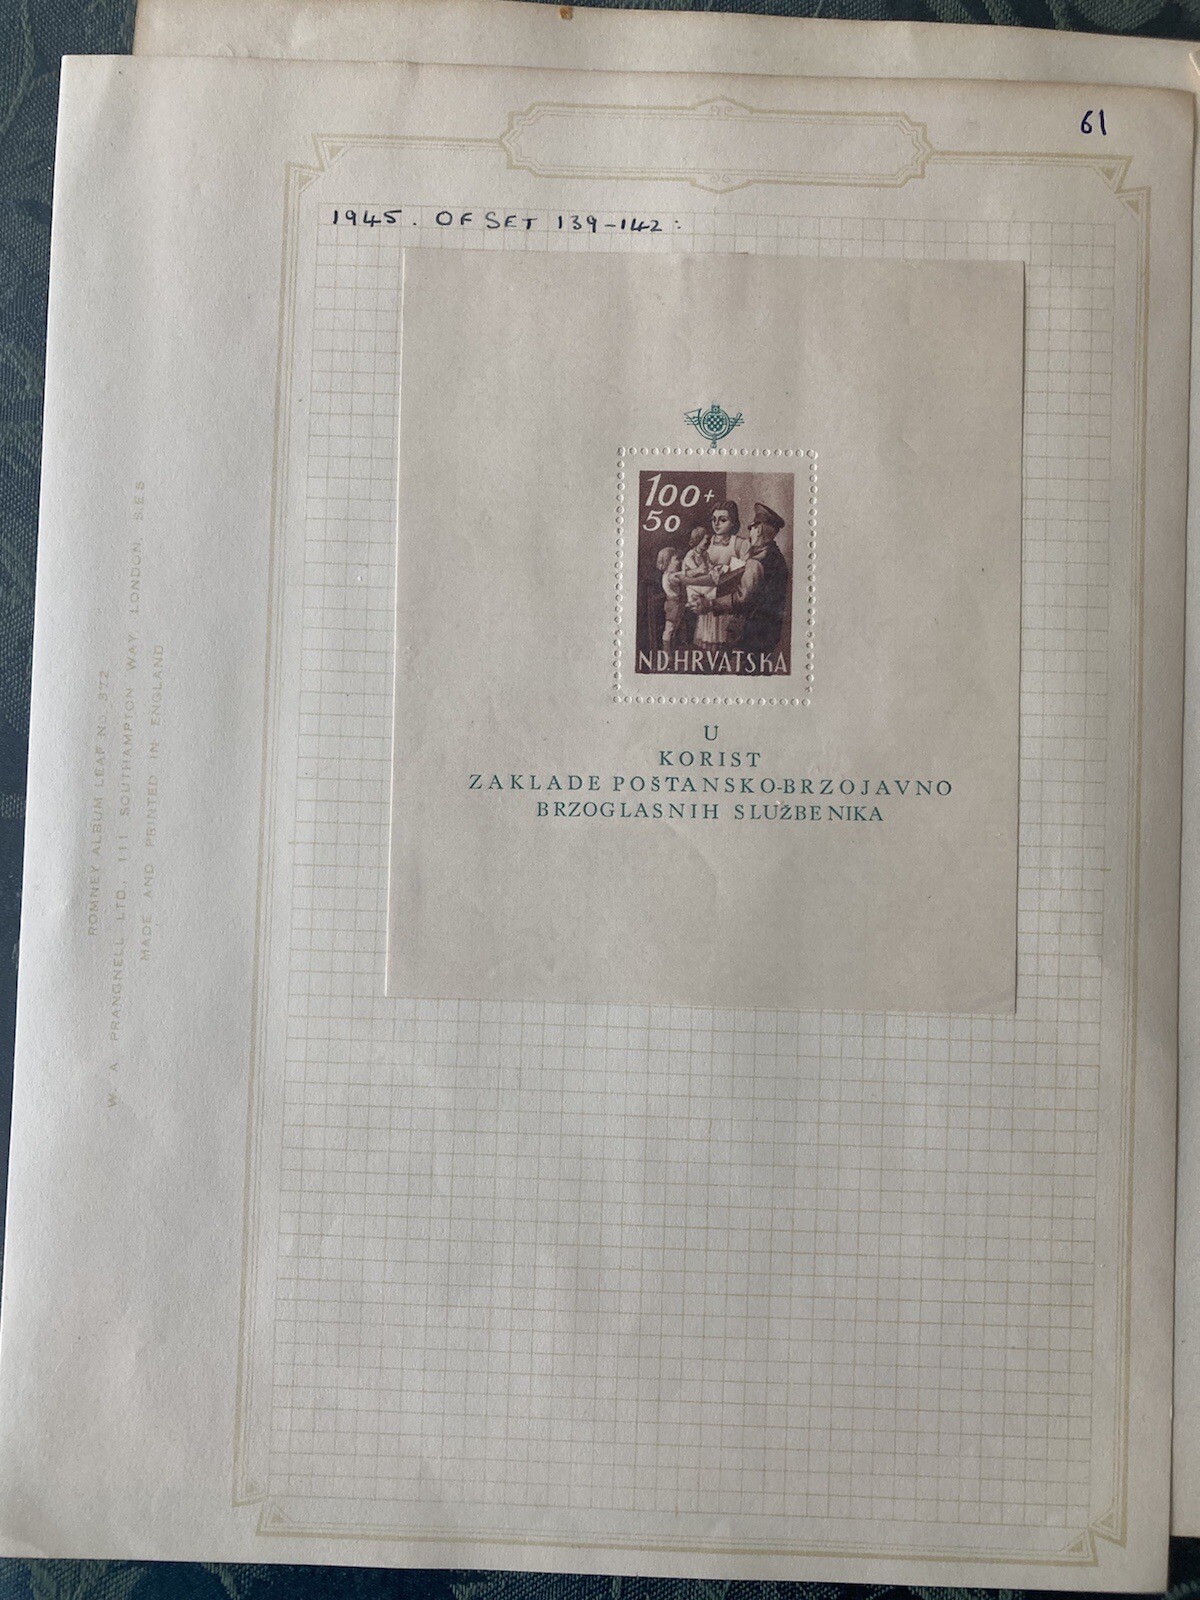 61
1945. OF SET 139-142:
100+
50
N.D.HRVATSKA
U
KORIST
ZAKLADE POŠTANSKO-BRZOJAVNO
BRZOGLASNIH SLUŽBENIKA
ROMNEY ALBUM LEAF No. 372
W. A. PRANGNELL LTD., 111 SOUTHAMPTON WAY LONDON, S.E.5
MADE AND PRINTED IN ENGLAND